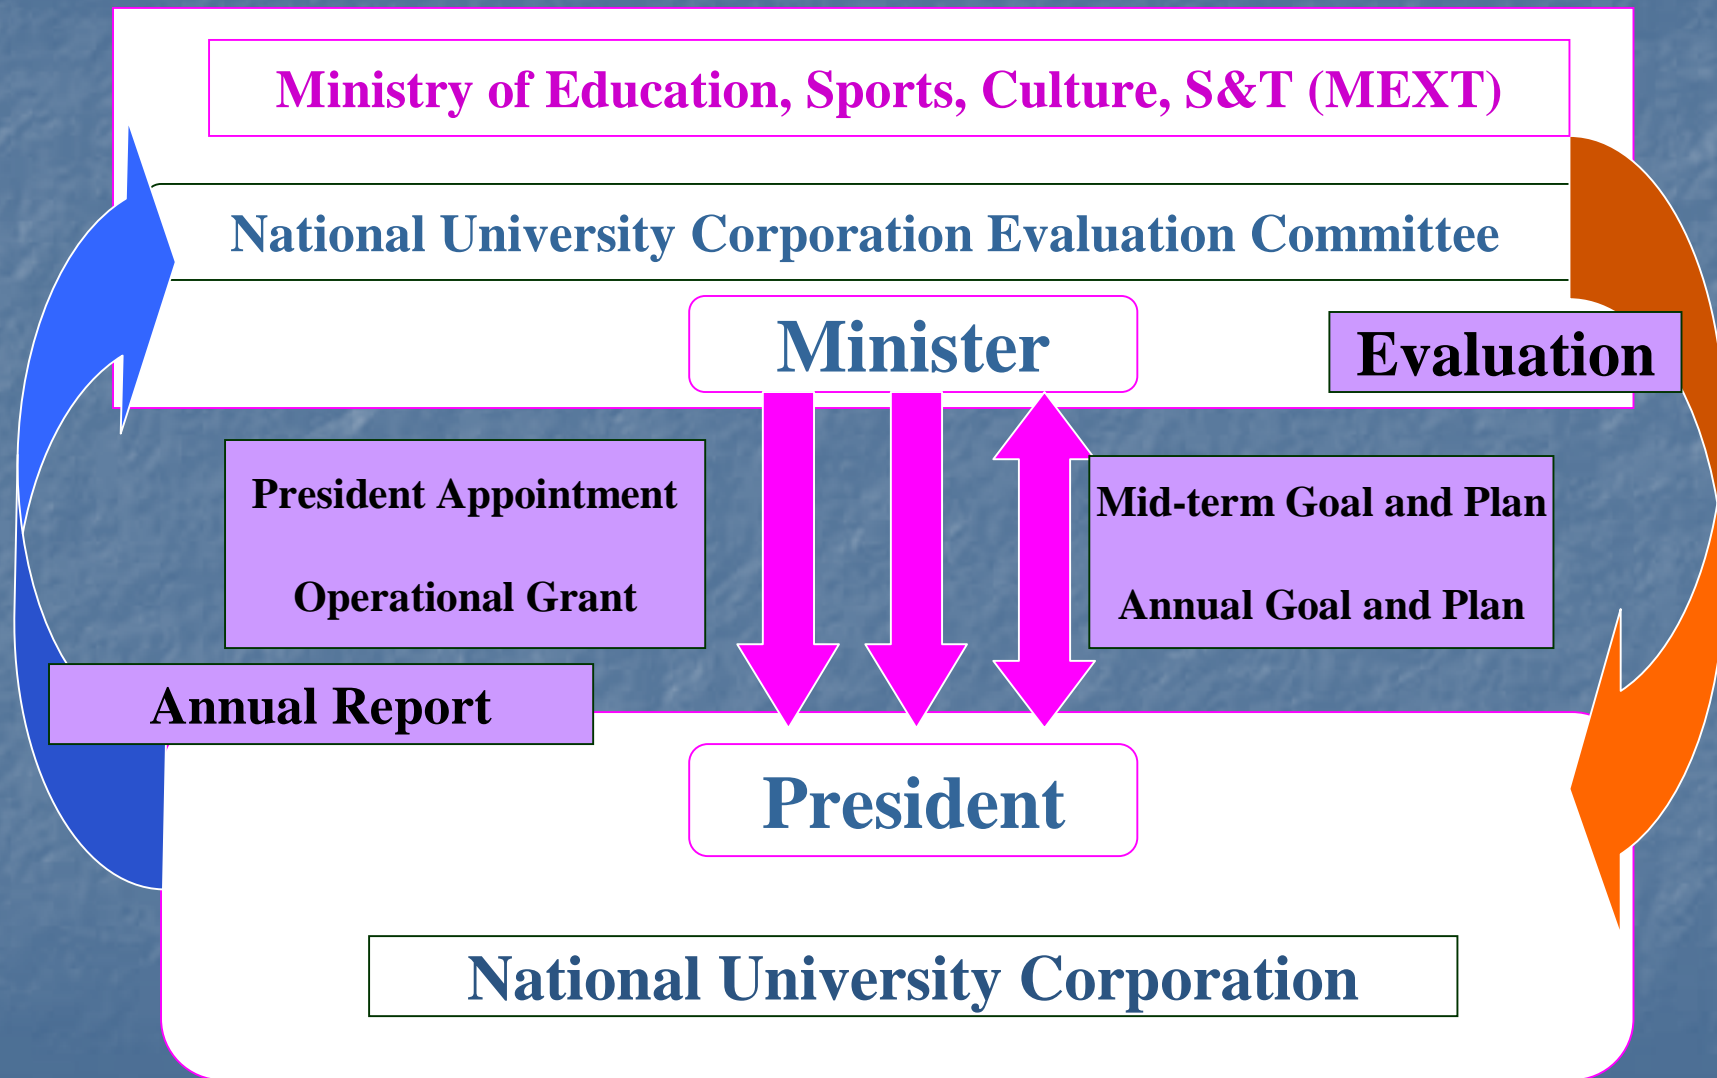 Ministry of Education, Sports, Culture, S&T (MEXT)
National University Corporation Evaluation Committee
Minister
Evaluation
President Appointment
Operational Grant
Mid-term Goal and Plan
Annual Goal and Plan
Annual Report
President
National University Corporation